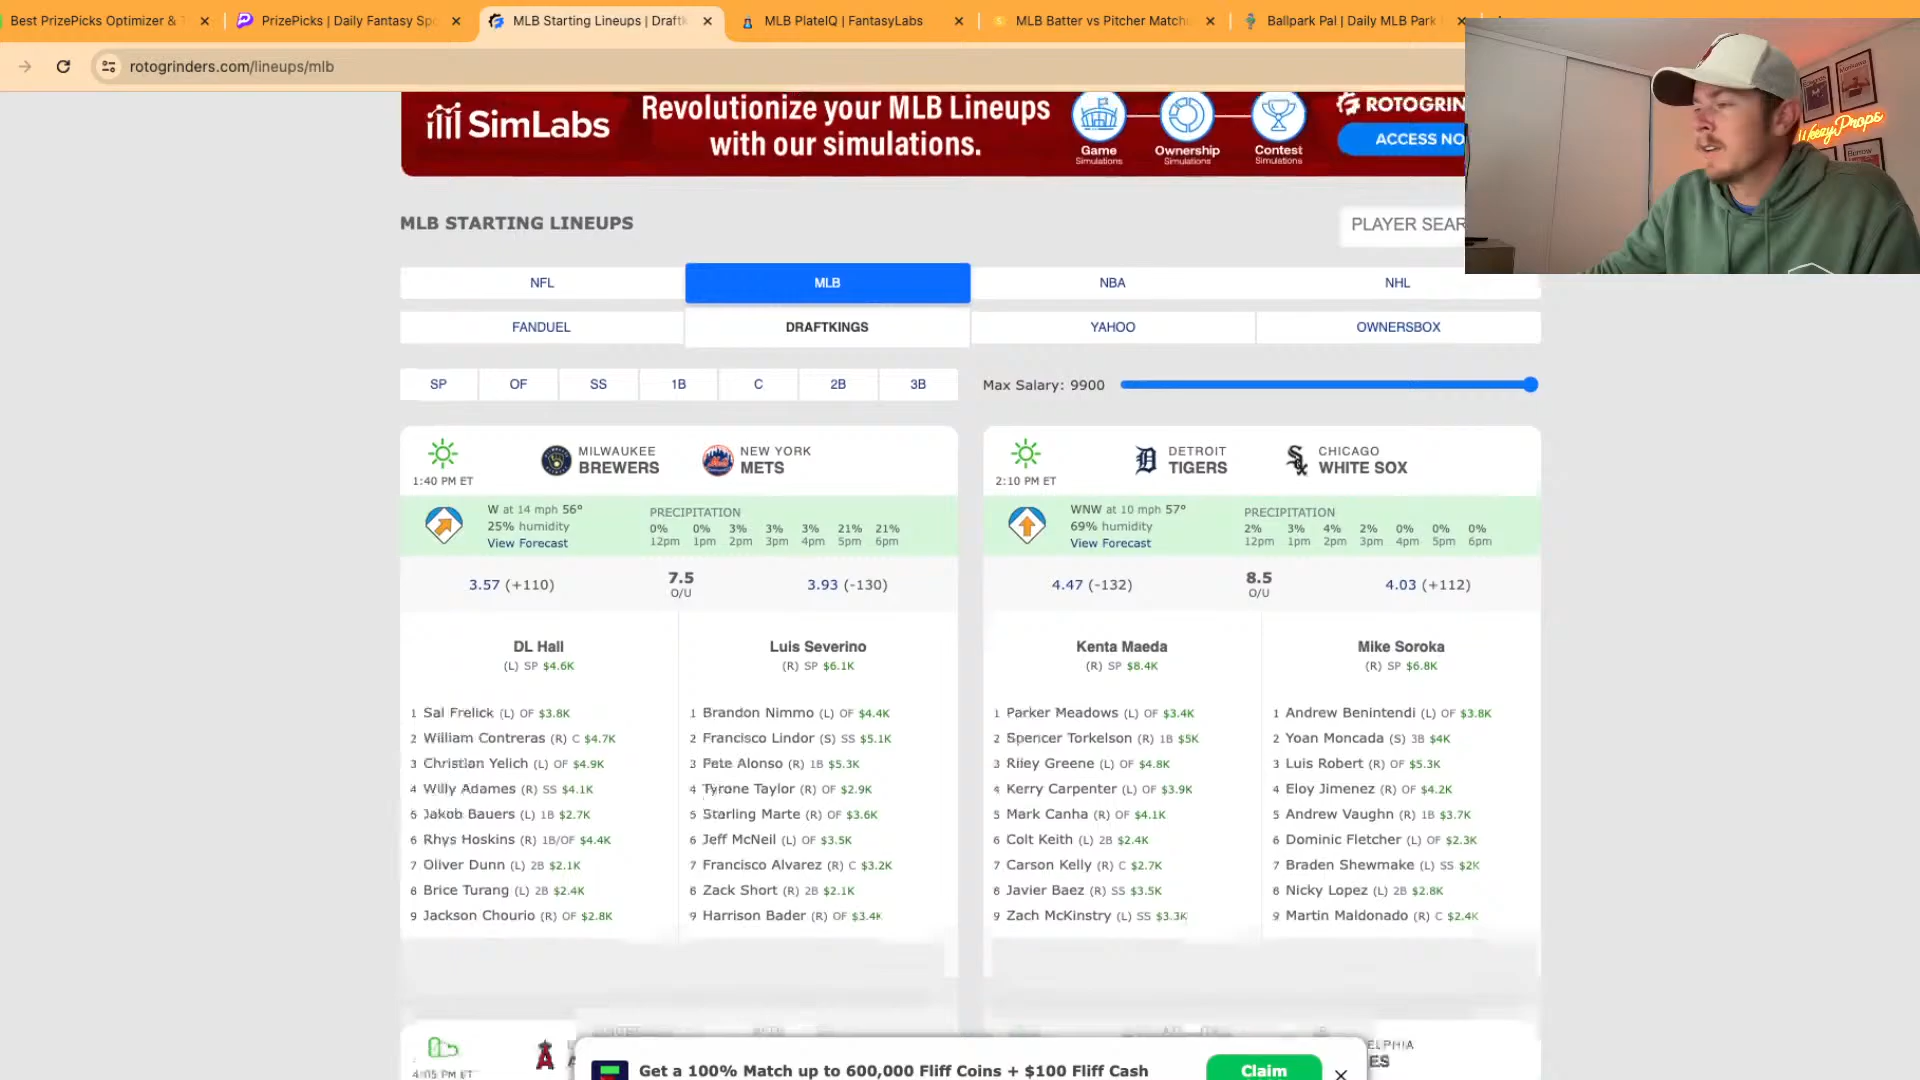 Best PrizePicks Optimizer &
PrizePicks | Daily Fantasy Sp
MLB Starting Lineups | Draft
MLB PlateIQ | FantasyLabs
MLB Batter vs Pitcher Match
Ballpark Pal | Daily MLB Park
rotogrinders.com/lineups/mlb
SimLabs
Revolutionize your MLB Lineups
with our simulations.
Game
Simulations
Ownership
Simulations
Contest
Simulations
ROTOGRIN
ACCESS NO
MLB STARTING LINEUPS
PLAYER SEAR
NFL
MLB
NBA
NHL
FANDUEL
DRAFTKINGS
YAHOO
OWNERSBOX
SP
OF
SS
1B
C
2B
3B
Max Salary: 9900
1:40 PM ET
MILWAUKEE
BREWERS
NEW YORK
METS
W at 14 mph 56°
25% humidity
View Forecast
PRECIPITATION
0% 0% 3% 3% 3% 21% 21%
12pm 1pm 2pm 3pm 4pm 5pm 6pm
3.57 (+110)
7.5
O/U
3.93 (-130)
DL Hall
(L) SP $4.6K
Luis Severino
(R) SP $6.1K
1 Sal Frelick (L) OF $3.8K
2 William Contreras (R) C $4.7K
3 Christian Yelich (L) OF $4.9K
4 Willy Adames (R) SS $4.1K
5 Jakob Bauers (L) 1B $2.7K
6 Rhys Hoskins (R) 1B/OF $4.4K
7 Oliver Dunn (L) 2B $2.1K
8 Brice Turang (L) 2B $2.4K
9 Jackson Chourio (R) OF $2.8K
1 Brandon Nimmo (L) OF $4.4K
2 Francisco Lindor (S) SS $5.1K
3 Pete Alonso (R) 1B $5.3K
4 Tyrone Taylor (R) OF $2.9K
5 Starling Marte (R) OF $3.6K
6 Jeff McNeil (L) OF $3.5K
7 Francisco Alvarez (R) C $3.2K
8 Zack Short (R) 2B $2.1K
9 Harrison Bader (R) OF $3.4K
2:10 PM ET
DETROIT
TIGERS
CHICAGO
WHITE SOX
WNW at 10 mph 57°
69% humidity
View Forecast
PRECIPITATION
2% 3% 4% 2% 0% 0% 0%
12pm 1pm 2pm 3pm 4pm 5pm 6pm
4.47 (-132)
8.5
O/U
4.03 (+112)
Kenta Maeda
(R) SP $8.4K
Mike Soroka
(R) SP $6.8K
1 Parker Meadows (L) OF $3.4K
2 Spencer Torkelson (R) 1B $5K
3 Riley Greene (L) OF $4.8K
4 Kerry Carpenter (L) OF $3.9K
5 Mark Canha (R) OF $4.1K
6 Colt Keith (L) 2B $2.4K
7 Carson Kelly (R) C $2.7K
8 Javier Baez (R) SS $3.5K
9 Zach McKinstry (L) SS $3.3K
1 Andrew Benintendi (L) OF $3.8K
2 Yoan Moncada (S) 3B $4K
3 Luis Robert (R) OF $5.3K
4 Eloy Jimenez (R) OF $4.2K
5 Andrew Vaughn (R) 1B $3.7K
6 Dominic Fletcher (L) OF $2.3K
7 Braden Shewmake (L) SS $2K
8 Nicky Lopez (L) 2B $2.8K
9 Martin Maldonado (R) C $2.4K
4:05 PM ET
ELPHIA
ES
Get a 100% Match up to 600,000 Fliff Coins + $100 Fliff Cash
Claim